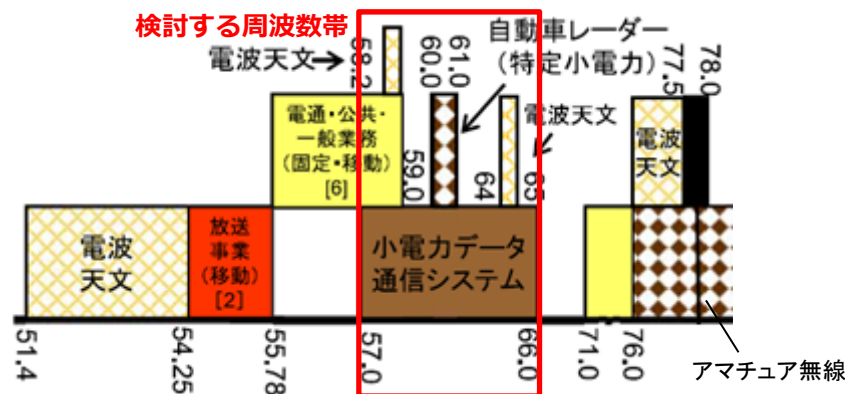 検討する周波数帯
電波天文→
58.2
60.0
61.0
自動車レーダー
(特定小電力)
77.5
78.0
電通・公共・
一般業務
(固定・移動)
[6]
59.0
64
65
電波天文
電波
天文
電波
天文
放送
事業
(移動)
[2]
小電力データ
通信システム
51.4
54.25
55.78
57.0
66.0
71.0
76.0
アマチュア無線